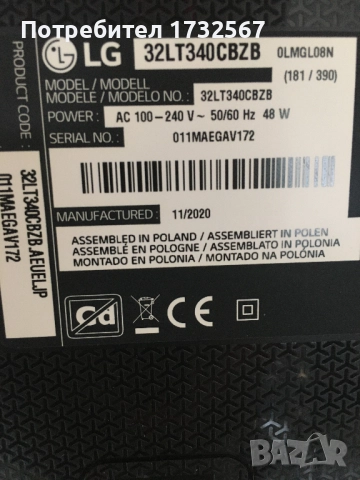 Потребител 1732567
LG 32LT340CBZB 0LMGL08N
MODEL / MODELL (181 / 390)
MODELE / MODELO NO. : 32LT340CBZB
POWER : AC 100-240 V~ 50/60 Hz 48 W
SERIAL NO. : 011MAEGAV172
MANUFACTURED : 11/2020
ASSEMBLED IN POLAND / ASSEMBLIERT IN POLEN
ASSEMBLÉ EN POLOGNE / ASSEMBLATO IN POLONIA
MONTADO EN POLONIA / MONTADO NA POLÓNIA
PRODUCT CODE :
32LT340CBZB.AEUELJP
011MAEGAV172
Cd
CE
BAZAR